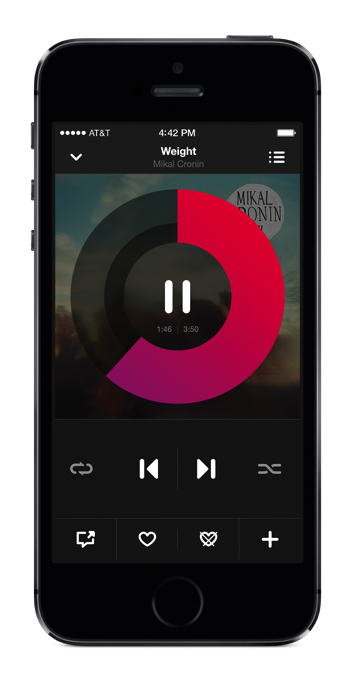 AT&T 4:42 PM
Weight
Mikal Cronin
MIKAL
CRONIN
1:46 3:50